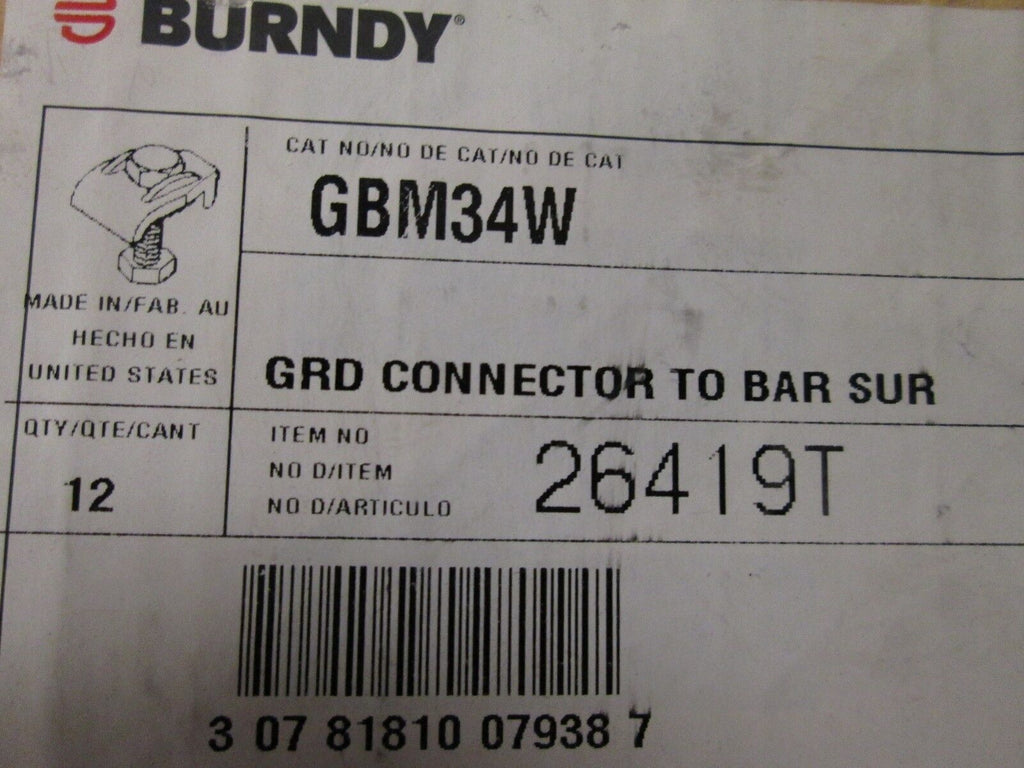 BURNDY®
CAT NO/NO DE CAT/NO DE CAT
GBM34W
MADE IN/FAB. AU
HECHO EN
UNITED STATES
GRD CONNECTOR TO BAR SUR
QTY/QTE/CANT
12
ITEM NO
NO D/ITEM
NO D/ARTICULO
26419T
3 07 81810 07938 7